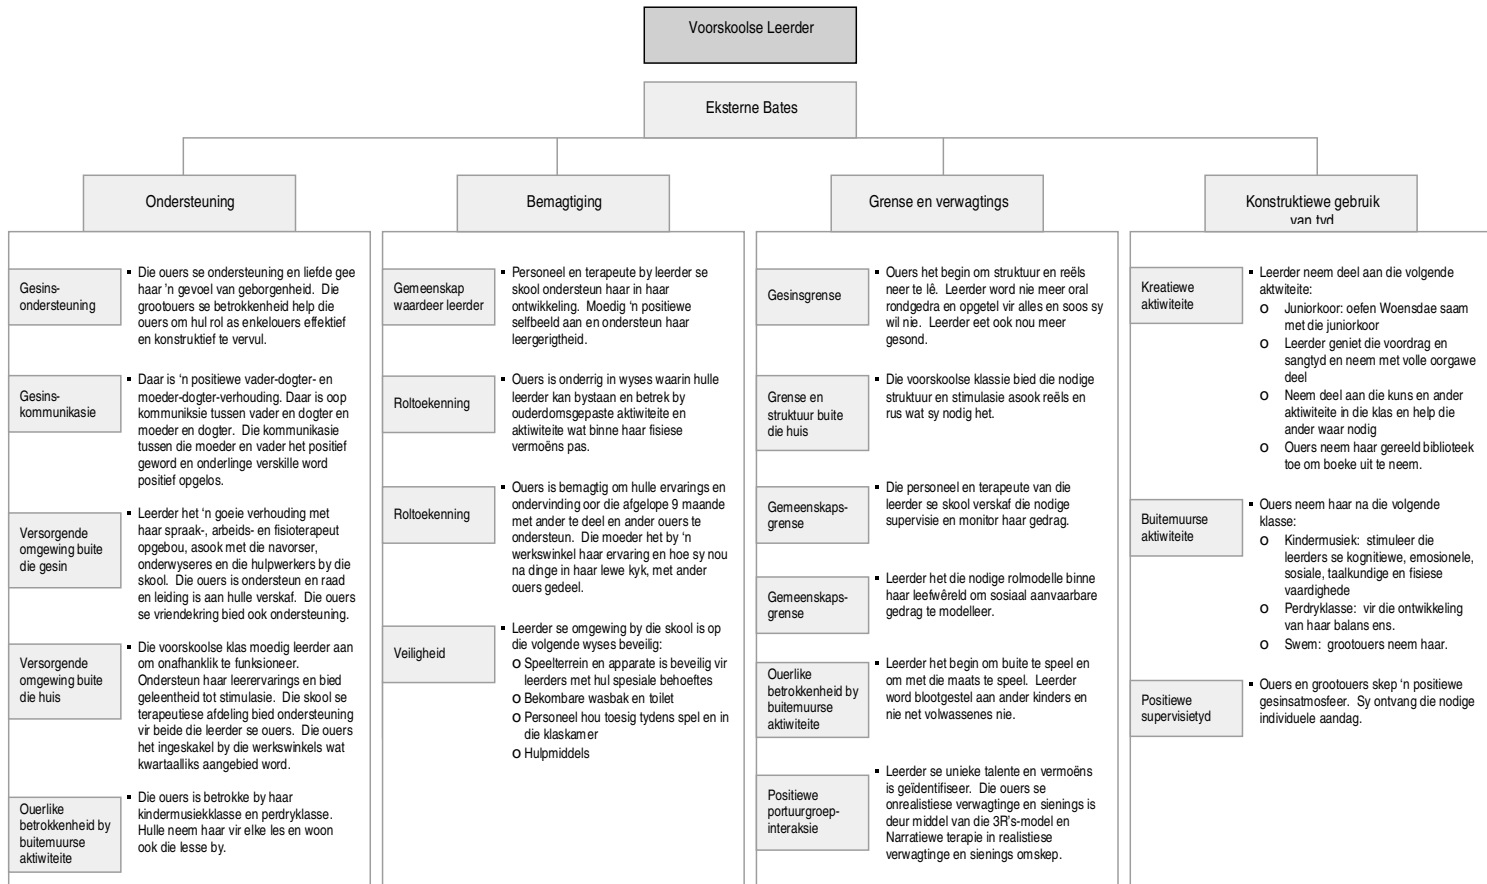 Voorskoolse Leerder
Eksterne Bates
Ondersteuning
Gesins-
ondersteuning
▪ Die ouers se ondersteuning en liefde gee
haar 'n gevoel van geborgenheid. Die
grootouers se betrokkenheid help die
ouers om hul rol as enkelouers effektief
en konstruktief te vervul.
Gesins-
kommunikasie
▪ Daar is 'n positiewe vader-dogter- en
moeder-dogter-verhouding. Daar is oop
kommuniksie tussen vader en dogter en
moeder en dogter. Die kommunikasie
tussen die moeder en vader het positief
geword en onderlinge verskille word
positief opgelos.
Versorgende
omgewing buite
die gesin
▪ Leerder het 'n goeie verhouding met
haar spraak-, arbeids- en fisioterapeut
opgebou, asook met die navorser,
onderwyseres en die hulpwerkers by die
skool. Die ouers is ondersteun en raad
en leiding is aan hulle verskaf. Die ouers
se vriendekring bied ook ondersteuning.
Versorgende
omgewing buite
die huis
▪ Die voorskoolse klas moedig leerder aan
om onafhanklik te funksioneer.
Ondersteun haar leerervarings en bied
geleentheid tot stimulasie. Die skool se
terapeutiese afdeling bied ondersteuning
vir beide die leerder se ouers. Die ouers
het ingeskakel by die werkswinkels wat
kwartaalliks aangebied word.
Ouerlike
betrokkenheid by
buitemuurse
aktiwiteite
▪ Die ouers is betrokke by haar
kindermusiekklasse en perdryklasse.
Hulle neem haar vir elke les en woon
ook die lesse by.
Bemagtiging
Gemeenskap
waardeer leerder
▪ Personeel en terapeute by leerder se
skool ondersteun haar in haar
ontwikkeling. Moedig 'n positiewe
selfbeeld aan en ondersteun haar
leergerigtheid.
Roltoekenning
▪ Ouers is onderrig in wyses waarin hulle
leerder kan bystaan en betrek by
ouderdomsgepaste aktiwiteite en
aktiwiteite wat binne haar fisiese
vermoëns pas.
Roltoekenning
▪ Ouers is bemagtig om hulle ervarings en
ondervinding oor die afgelope 9 maande
met ander te deel en ander ouers te
ondersteun. Die moeder het by 'n
werkswinkel haar ervaring en hoe sy nou
na dinge in haar lewe kyk, met ander
ouers gedeel.
Veiligheid
▪ Leerder se omgewing by die skool is op
die volgende wyses beveilig:
o Speelterrein en apparate is beveilig vir
leerders met hul spesiale behoeftes
o Bekombare wasbak en toilet
o Personeel hou toesig tydens spel en in
die klaskamer
o Hulpmiddels
Grense en verwagtings
Gesinsgrense
▪ Ouers het begin om struktuur en reëls
neer te lê. Leerder word nie meer oral
rondgedra en opgetel vir alles en soos sy
wil nie. Leerder eet ook nou meer
gesond.
Grense en
struktuur buite
die huis
▪ Die voorskoolse klassie bied die nodige
struktuur en stimulasie asook reëls en
rus wat sy nodig het.
Gemeenskaps-
grense
▪ Die personeel en terapeute van die
leerder se skool verskaf die nodige
supervisie en monitor haar gedrag.
Gemeenskaps-
grense
▪ Leerder het die nodige rolmodelle binne
haar leefwêreld om sosiaal aanvaarbare
gedrag te modelleer.
Ouerlike
betrokkenheid by
buitemuurse
aktiwiteite
▪ Leerder het begin om buite te speel en
om met die maats te speel. Leerder
word blootgestel aan ander kinders en
nie net volwassenes nie.
Positiewe
portuurgroep-
interaksie
▪ Leerder se unieke talente en vermoëns
is geïdentifiseer. Die ouers se
onrealistiese verwagtinge en sienings is
deur middel van die 3R's-model en
Narratiewe terapie in realistiese
verwagtinge en sienings omskep.
Konstruktiewe gebruik
van tyd
Kreatiewe
aktiwiteite
▪ Leerder neem deel aan die volgende
aktwiteite:
o Juniorkoor: oefen Woensdae saam
met die juniorkoor
o Leerder geniet die voordrag en
sangtyd en neem met volle oorgawe
deel
o Neem deel aan die kuns en ander
aktiwiteite in die klas en help die
ander waar nodig
o Ouers neem haar gereeld biblioteek
toe om boeke uit te neem.
Buitemuurse
aktiwiteite
▪ Ouers neem haar na die volgende
klasse:
o Kindermusiek: stimuleer die
leerders se kognitiewe, emosionele,
sosiale, taalkundige en fisiese
vaardighede
o Perdryklasse: vir die ontwikkeling
van haar balans ens.
o Swem: grootouers neem haar.
Positiewe
supervisietyd
▪ Ouers en grootouers skep 'n positiewe
gesinsatmosfeer. Sy ontvang die nodige
individuele aandag.